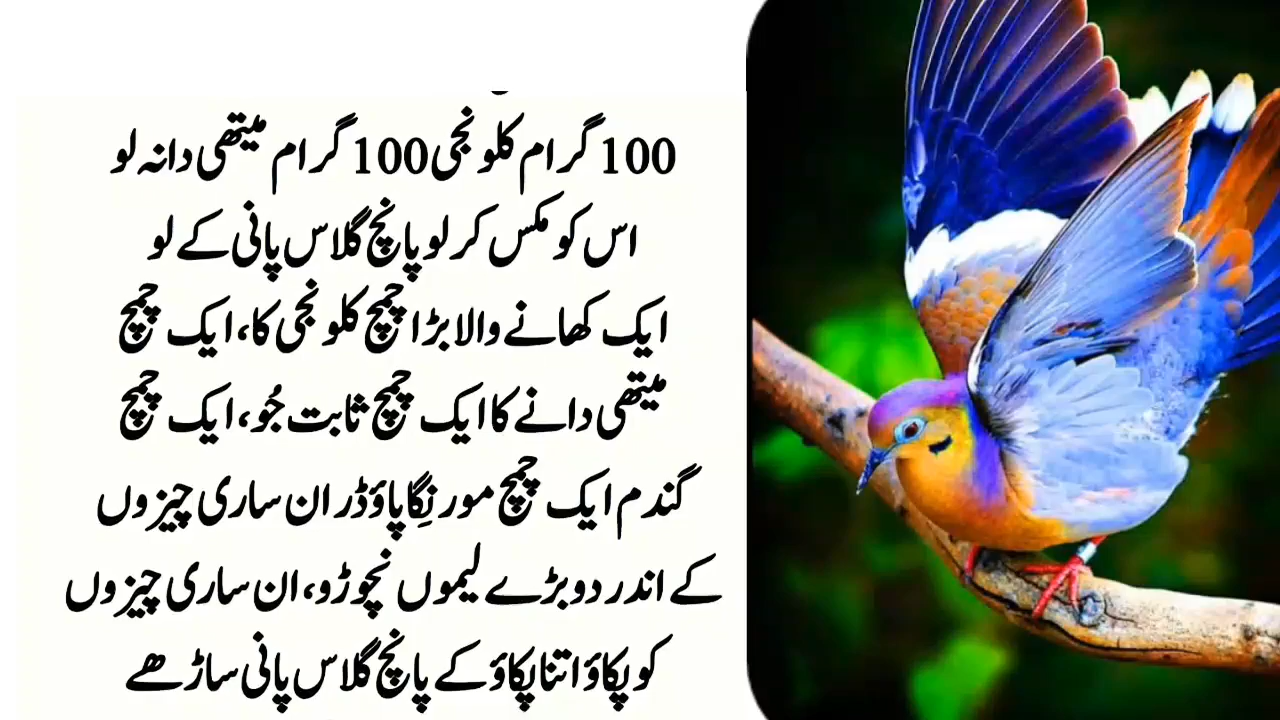 100 گرام کلونجی 100 گرام میتھی دانہ لو
اس کو مکس کر لو پانچ گلاس پانی کے لو
ایک کھانے والا بڑا چمچ کلونجی کا، ایک چمچ
میتھی دانے کا ایک چمچ ثابت جُو، ایک چمچ
گندم ایک چمچ مورنِگا پاؤڈر ان ساری چیزوں
کے اندر دو بڑے لیموں نچوڑو، ان ساری چیزوں
کو پکاؤ اتنا پکاؤ کے پانچ گلاس پانی ساڑھے